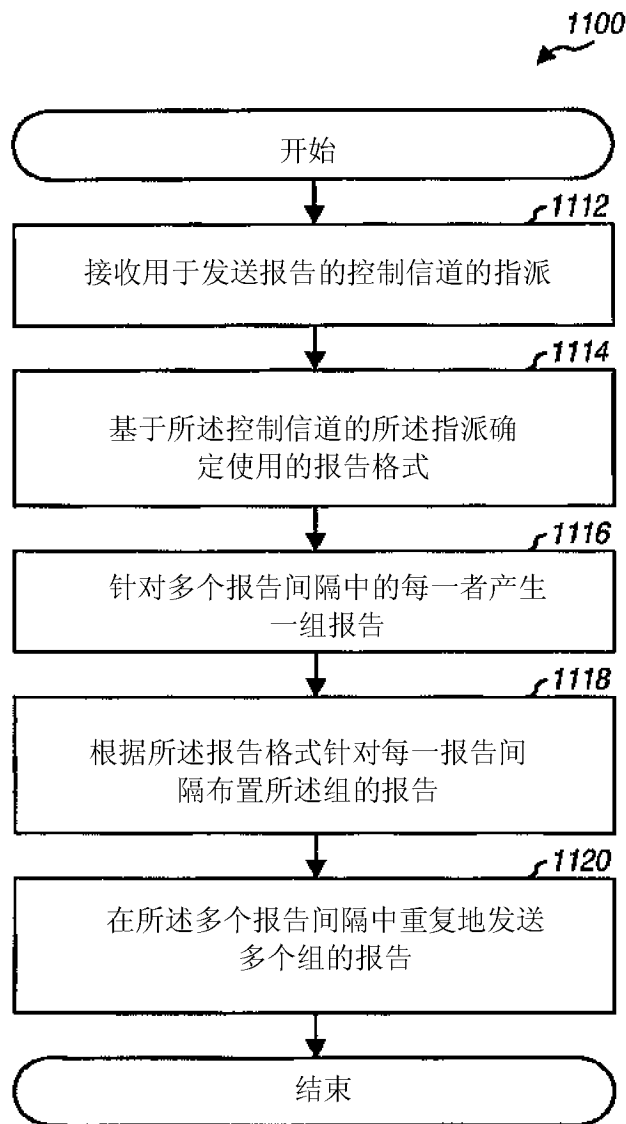 1100
开始
1112
接收用于发送报告的控制信道的指派
1114
基于所述控制信道的所述指派确
定使用的报告格式
1116
针对多个报告间隔中的每一者产生
一组报告
1118
根据所述报告格式针对每一报告间
隔布置所述组的报告
1120
在所述多个报告间隔中重复地发送
多个组的报告
结束